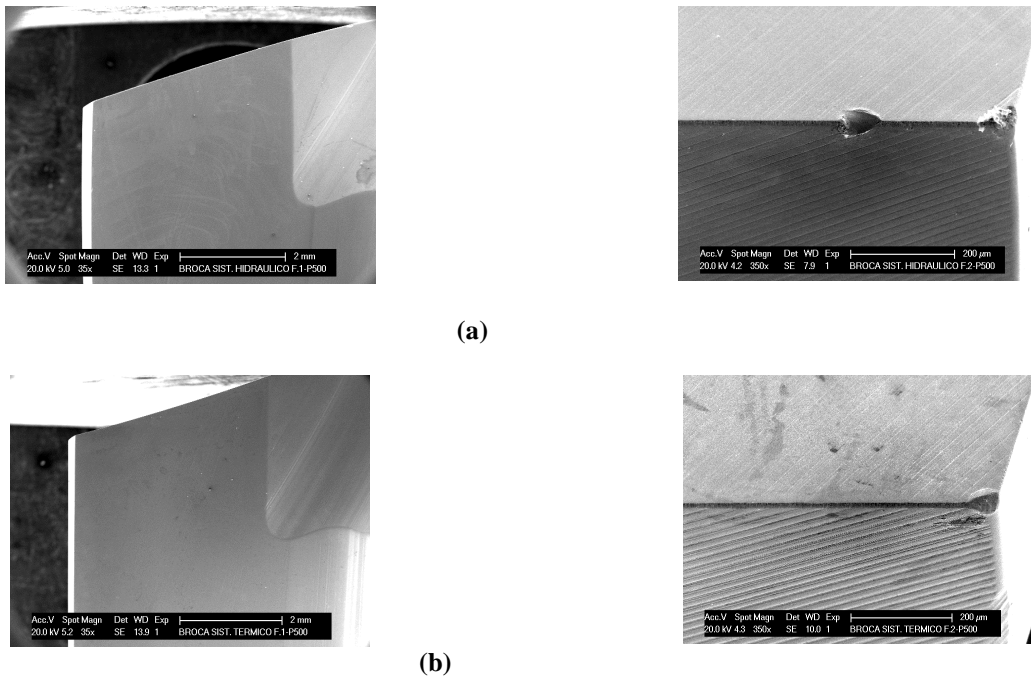 Acc.V Spot Magn Det WD Exp 2 mm
20.0 kV 5.0 35x SE 13.3 1 BROCA SIST. HIDRAULICO F.1-P500
Acc.V Spot Magn Det WD Exp 200 µm
20.0 kV 4.2 350x SE 7.9 1 BROCA SIST. HIDRAULICO F.2-P500
(a)
Acc.V Spot Magn Det WD Exp 2 mm
20.0 kV 5.2 35x SE 13.9 1 BROCA SIST. TERMICO F.1-P500
Acc.V Spot Magn Det WD Exp 200 µm
20.0 kV 4.3 350x SE 10.0 1 BROCA SIST. TERMICO F.2-P500
(b)